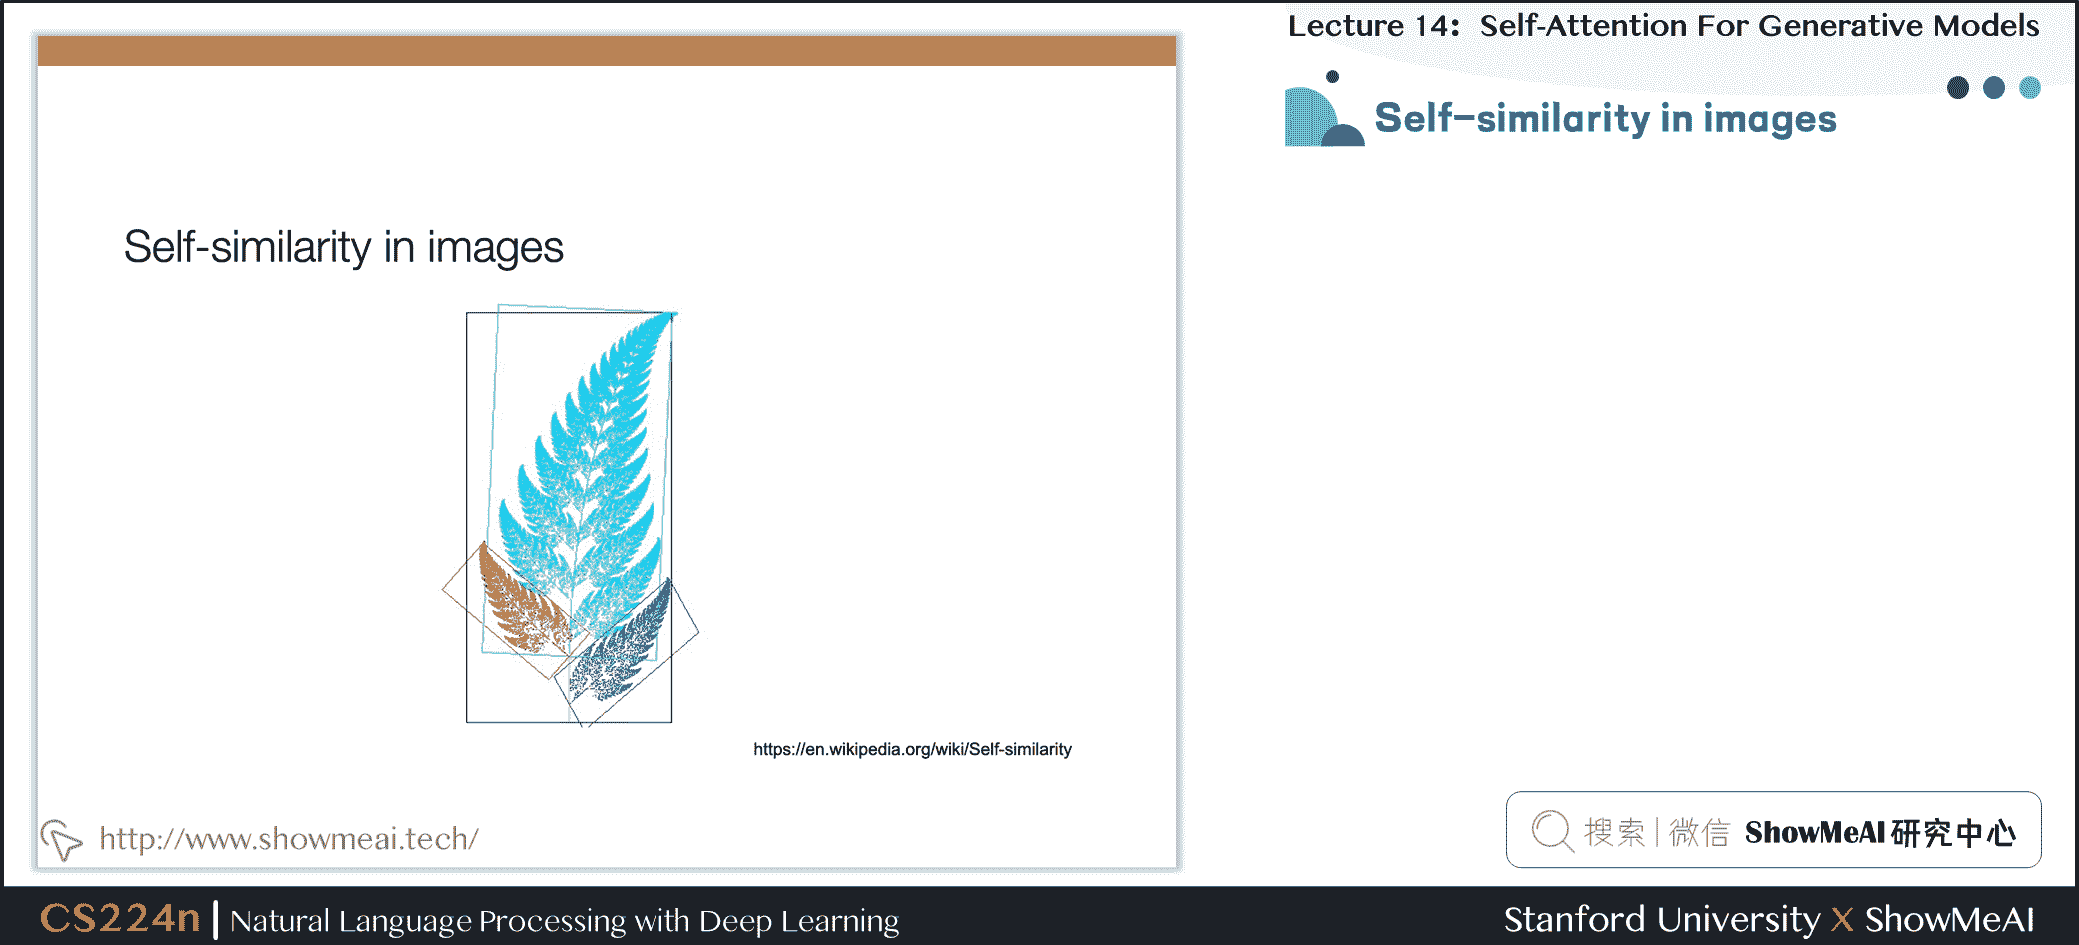 Lecture 14: Self-Attention For Generative Models
Self-similarity in images
Self-similarity in images
https://en.wikipedia.org/wiki/Self-similarity
http://www.showmeai.tech/
搜索 | 微信 ShowMeAI 研究中心
CS224n | Natural Language Processing with Deep Learning
Stanford University X ShowMeAI